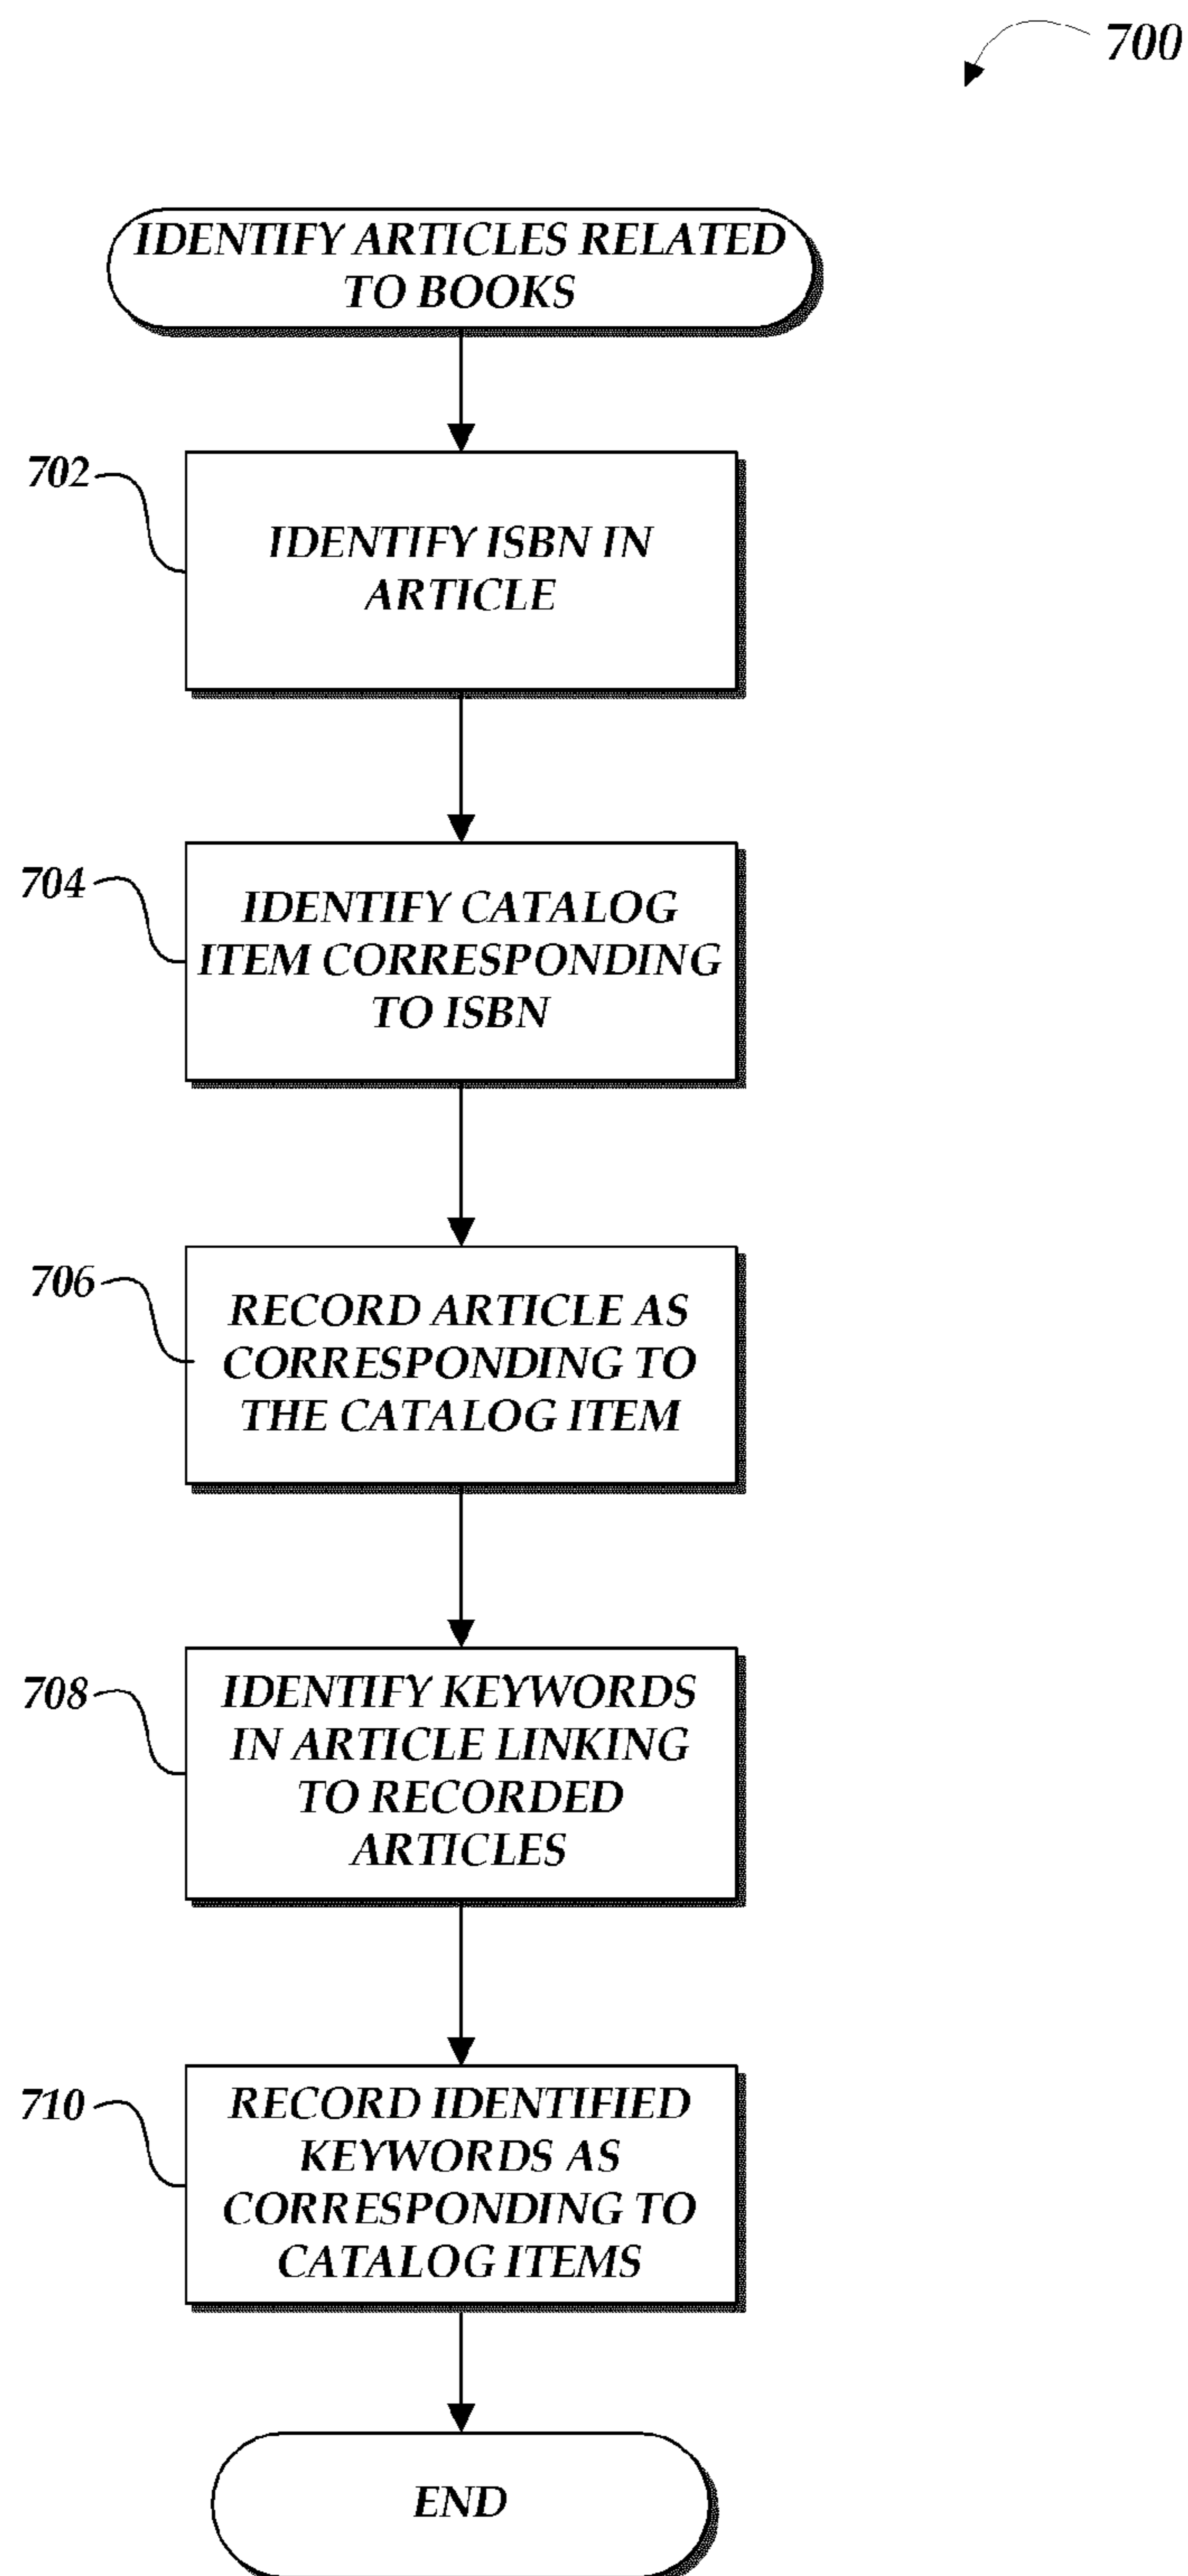 700
IDENTIFY ARTICLES RELATED
TO BOOKS
702
IDENTIFY ISBN IN
ARTICLE
704
IDENTIFY CATALOG
ITEM CORRESPONDING
TO ISBN
706
RECORD ARTICLE AS
CORRESPONDING TO
THE CATALOG ITEM
708
IDENTIFY KEYWORDS
IN ARTICLE LINKING
TO RECORDED
ARTICLES
710
RECORD IDENTIFIED
KEYWORDS AS
CORRESPONDING TO
CATALOG ITEMS
END